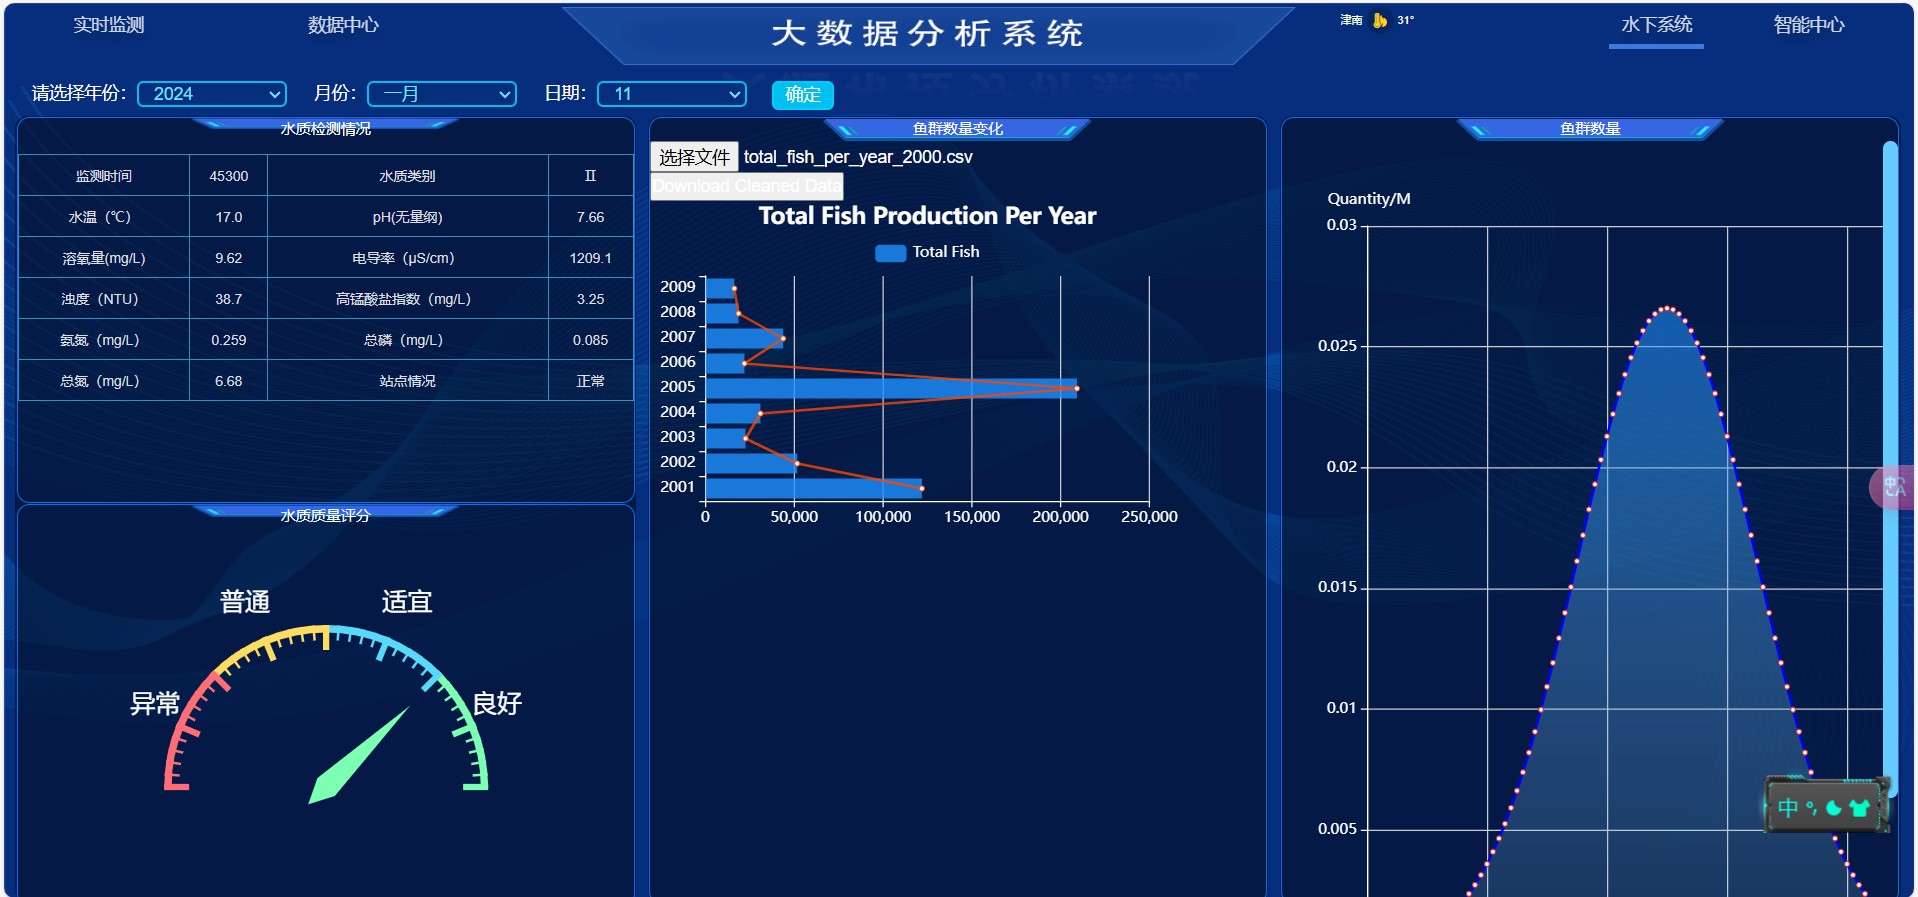 实时监测 数据中心 大数据分析系统 津南 31° 水下系统 智能中心
请选择年份: 2024 月份: 一月 日期: 11 确定
水质检测情况
监测时间 45300 水质类别 Ⅱ
水温（℃） 17.0 pH(无量纲) 7.66
溶氧量(mg/L) 9.62 电导率（μS/cm） 1209.1
浊度（NTU） 38.7 高锰酸盐指数（mg/L） 3.25
氨氮（mg/L） 0.259 总磷（mg/L） 0.085
总氮（mg/L） 6.68 站点情况 正常
水质质量评分
普通 适宜
异常 良好
鱼群数量变化
选择文件 total_fish_per_year_2000.csv
Download Cleaned Data
Total Fish Production Per Year
Total Fish
2009
2008
2007
2006
2005
2004
2003
2002
2001
0 50,000 100,000 150,000 200,000 250,000
鱼群数量
Quantity/M
0.03
0.025
0.02
0.015
0.01
0.005
中A
中 °,